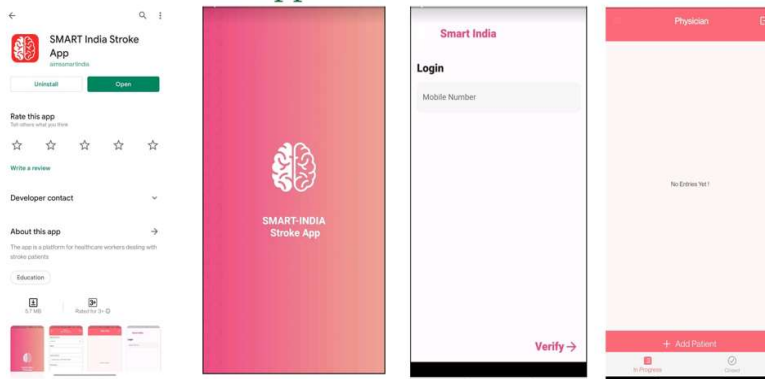 SMART India Stroke
App
aiimsmartindia
Uninstall
Open
Rate this app
Tell others what you think
Write a review
Developer contact
About this app
The app is a platform for healthcare workers dealing with
stroke patients
Education
5.7 MB
3+
Rated for 3+
SMART-INDIA
Stroke App
Smart India
Login
Mobile Number
Verify →
Physician
No Entries Yet !
+ Add Patient
In Progress
Closed